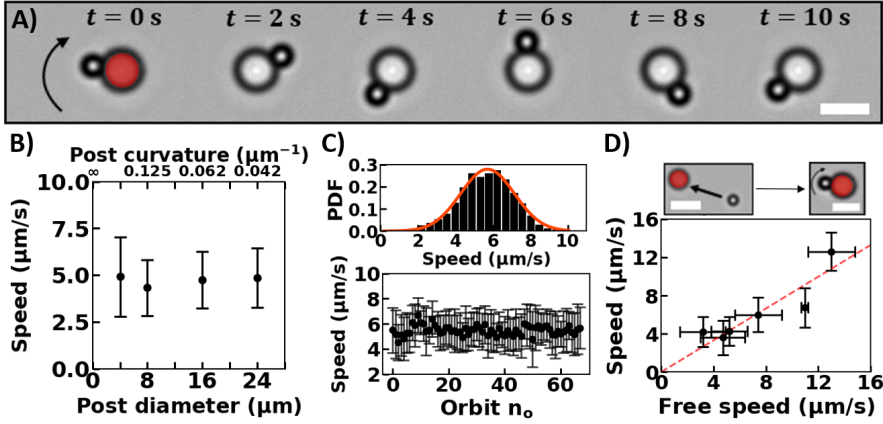 A) t = 0 s t = 2 s t = 4 s t = 6 s t = 8 s t = 10 s
B)
Post curvature (μm⁻¹)
∞ 0.125 0.062 0.042
10.0
7.5
5.0
2.5
0.0
Speed (μm/s)
0 8 16 24
Post diameter (μm)
C)
0.3
0.2
0.1
0.0
PDF
0 2 4 6 8 10
Speed (μm/s)
10
8
6
4
2
Speed (μm/s)
0 20 40 60
Orbit nₒ
D)
16
12
8
4
0
Speed (μm/s)
0 4 8 12 16
Free speed (μm/s)